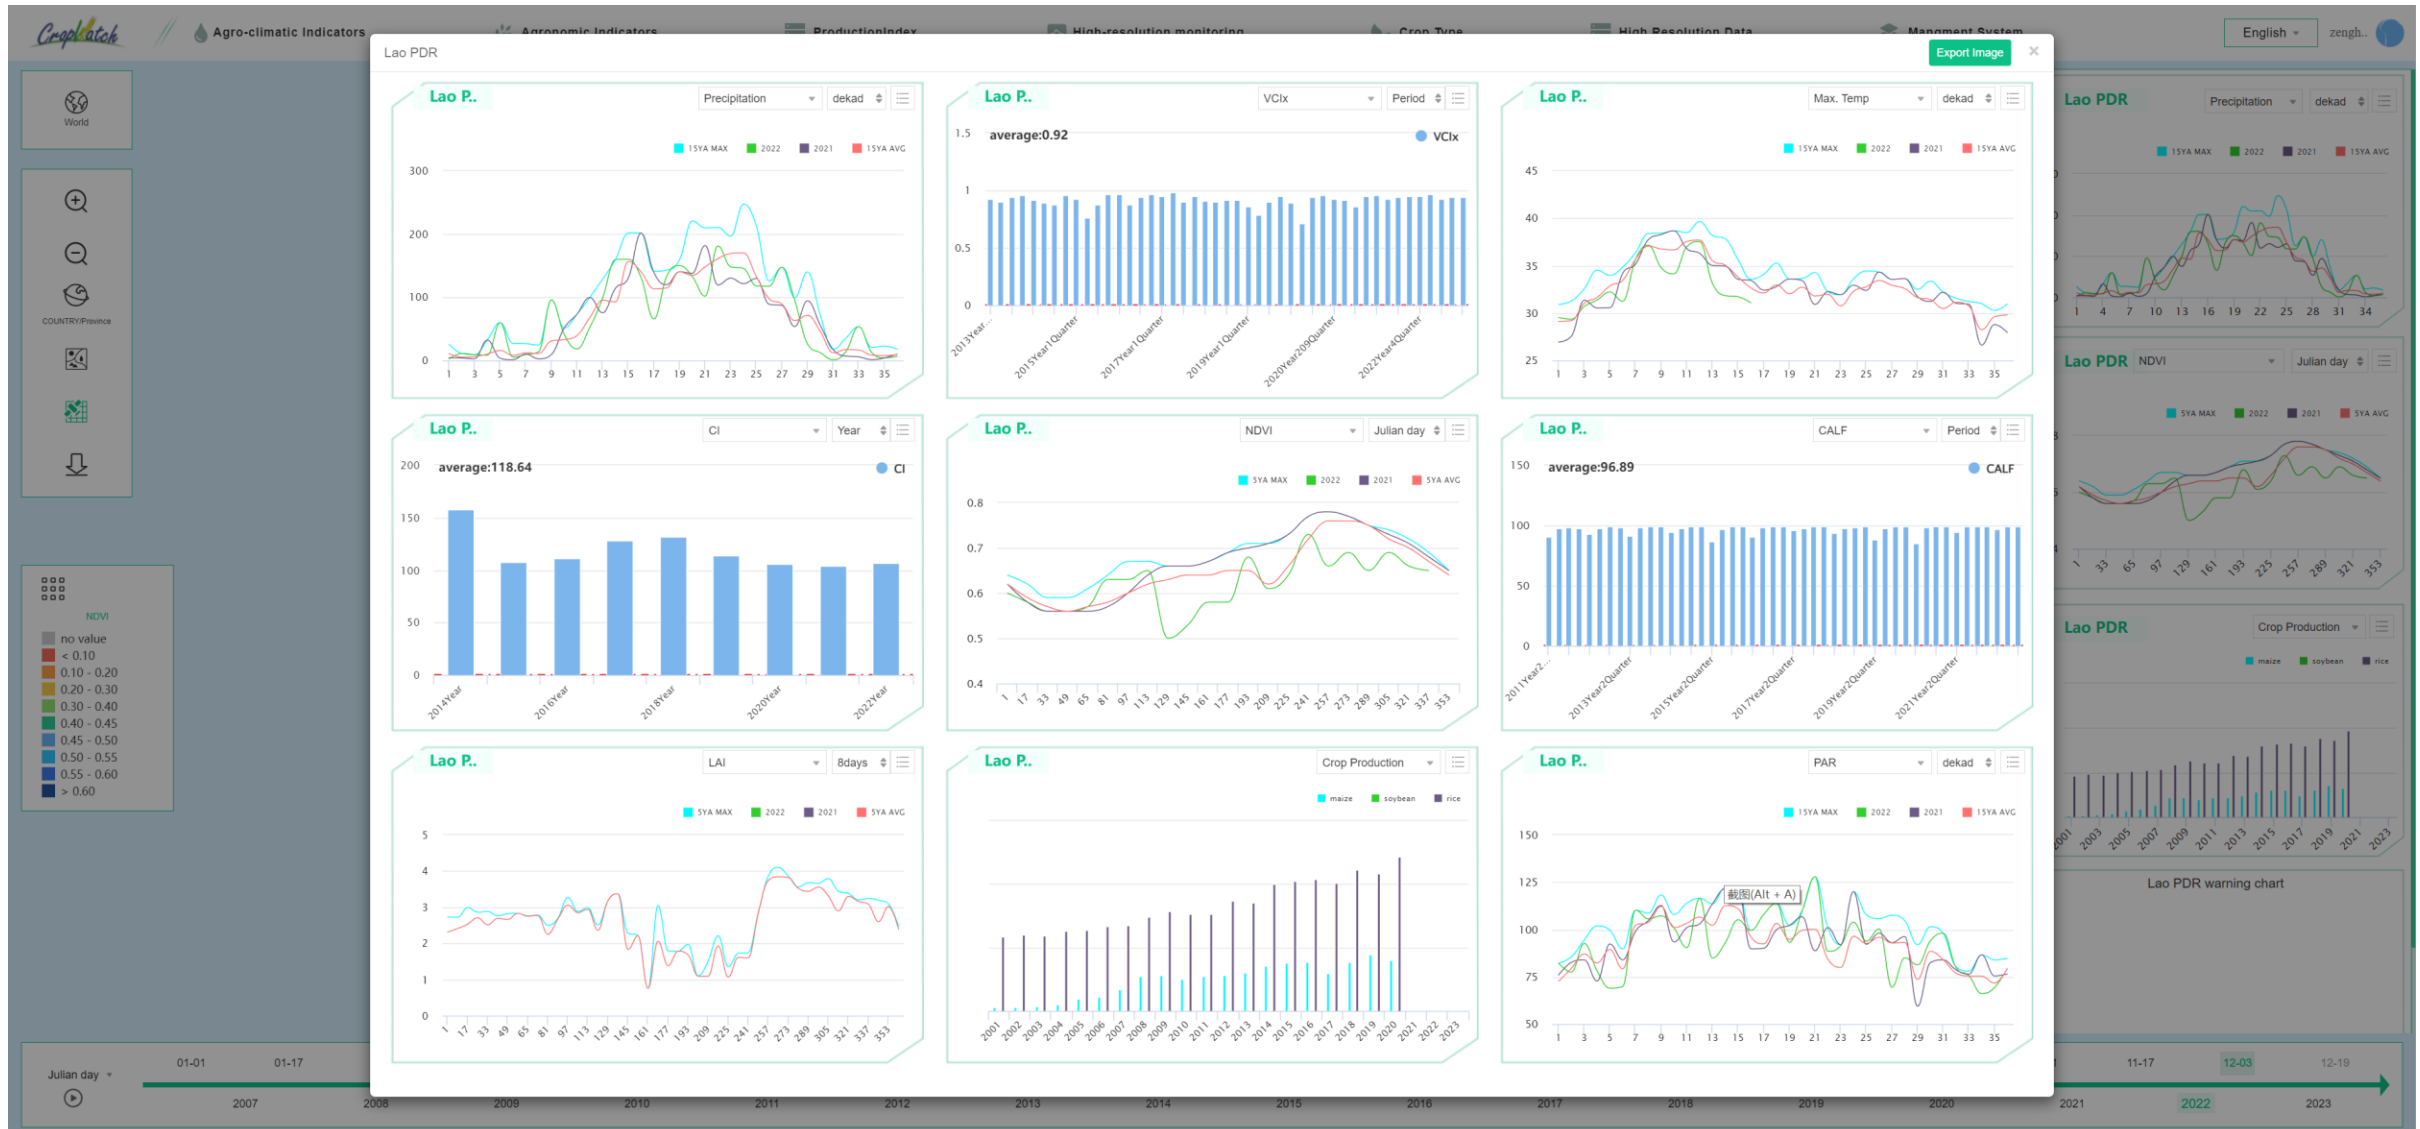 CropWatch
Agro-climatic Indicators
Agronomic Indicators
ProductionIndex
High-resolution monitoring
Crop Type
High Resolution Data
Mangment System
English
zengh..
World
COUNTRY/Province
NDVI
no value
< 0.10
0.10 - 0.20
0.20 - 0.30
0.30 - 0.40
0.40 - 0.45
0.45 - 0.50
0.50 - 0.55
0.55 - 0.60
> 0.60
Lao PDR
Export Image
×
Lao P..
Precipitation
dekad
15YA MAX 2022 2021 15YA AVG
300
200
100
0
1 3 5 7 9 11 13 15 17 19 21 23 25 27 29 31 33 35
Lao P..
VCIx
Period
1.5
average:0.92
VCIx
1
0.5
0
2013Year...
2015Year1Quarter
2017Year1Quarter
2019Year1Quarter
2020Year209Quarter
2022Year4Quarter
Lao P..
Max. Temp
dekad
15YA MAX 2022 2021 15YA AVG
45
40
35
30
25
1 3 5 7 9 11 13 15 17 19 21 23 25 27 29 31 33 35
Lao P..
CI
Year
200
average:118.64
CI
150
100
50
0
2014Year
2016Year
2018Year
2020Year
2022Year
Lao P..
NDVI
Julian day
5YA MAX 2022 2021 5YA AVG
0.8
0.7
0.6
0.5
0.4
1 17 33 49 65 81 97 113 129 145 161 177 193 209 225 241 257 273 289 305 321 337 353
Lao P..
CALF
Period
150
average:96.89
CALF
100
50
0
2011Year2...
2013Year2Quarter
2015Year2Quarter
2017Year2Quarter
2019Year2Quarter
2021Year2Quarter
Lao P..
LAI
8days
5YA MAX 2022 2021 5YA AVG
5
4
3
2
1
0
1 17 33 49 65 81 97 113 129 145 161 177 193 209 225 241 257 273 289 305 321 337 353
Lao P..
Crop Production
maize soybean rice
2001 2002 2003 2004 2005 2006 2007 2008 2009 2010 2011 2012 2013 2014 2015 2016 2017 2018 2019 2020 2021 2022 2023
Lao P..
PAR
dekad
15YA MAX 2022 2021 15YA AVG
150
125
100
75
50
截图(Alt + A)
1 3 5 7 9 11 13 15 17 19 21 23 25 27 29 31 33 35
Lao PDR
Precipitation
dekad
15YA MAX 2022 2021 15YA AVG
1 4 7 10 13 16 19 22 25 28 31 34
Lao PDR
NDVI
Julian day
5YA MAX 2022 2021 5YA AVG
1 33 65 97 129 161 193 225 257 289 321 353
Lao PDR
Crop Production
maize soybean rice
2003 2005 2007 2009 2011 2013 2015 2017 2019 2021 2023
Lao PDR warning chart
Julian day
01-01 01-17 11-17 12-03 12-19
2007 2008 2009 2010 2011 2012 2013 2014 2015 2016 2017 2018 2019 2020 2021 2022 2023